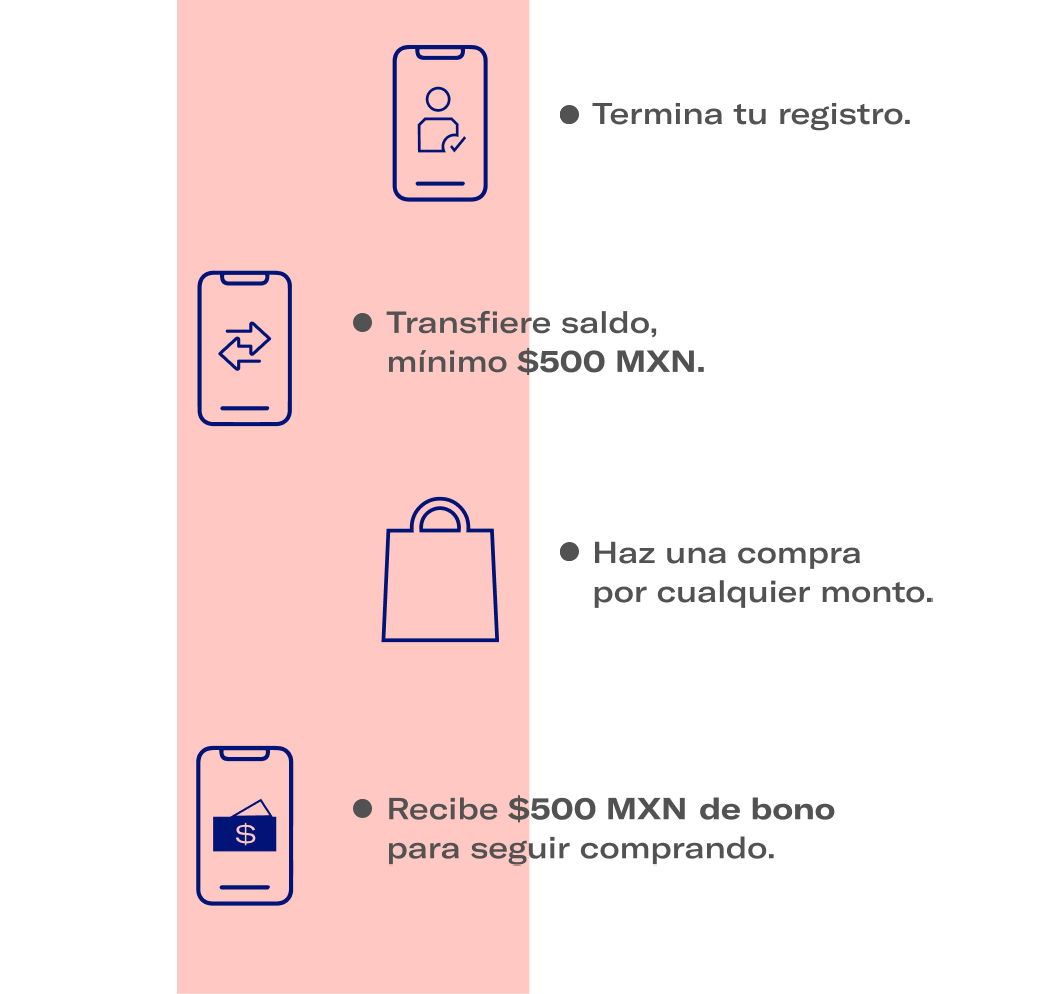 ● Termina tu registro.
● Transfiere saldo,
mínimo $500 MXN.
● Haz una compra
por cualquier monto.
$
● Recibe $500 MXN de bono
para seguir comprando.